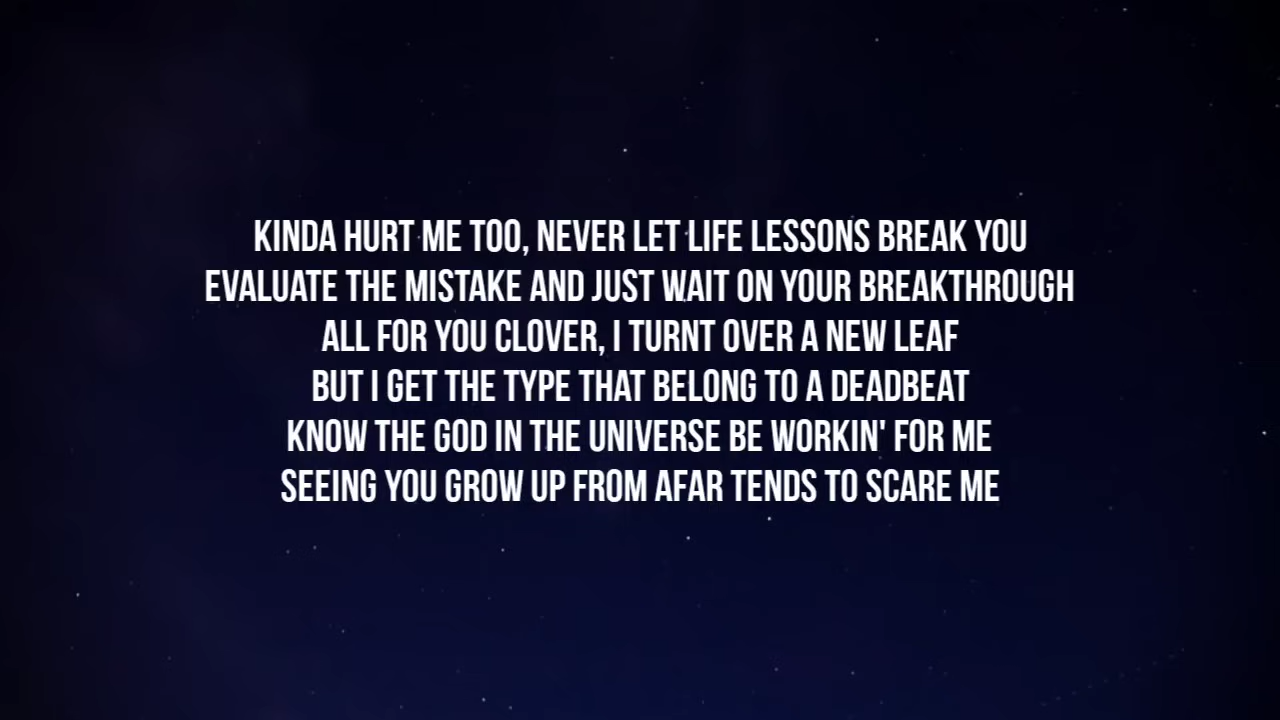 KINDA HURT ME TOO, NEVER LET LIFE LESSONS BREAK YOU
EVALUATE THE MISTAKE AND JUST WAIT ON YOUR BREAKTHROUGH
ALL FOR YOU CLOVER, I TURNT OVER A NEW LEAF
BUT I GET THE TYPE THAT BELONG TO A DEADBEAT
KNOW THE GOD IN THE UNIVERSE BE WORKIN' FOR ME
SEEING YOU GROW UP FROM AFAR TENDS TO SCARE ME